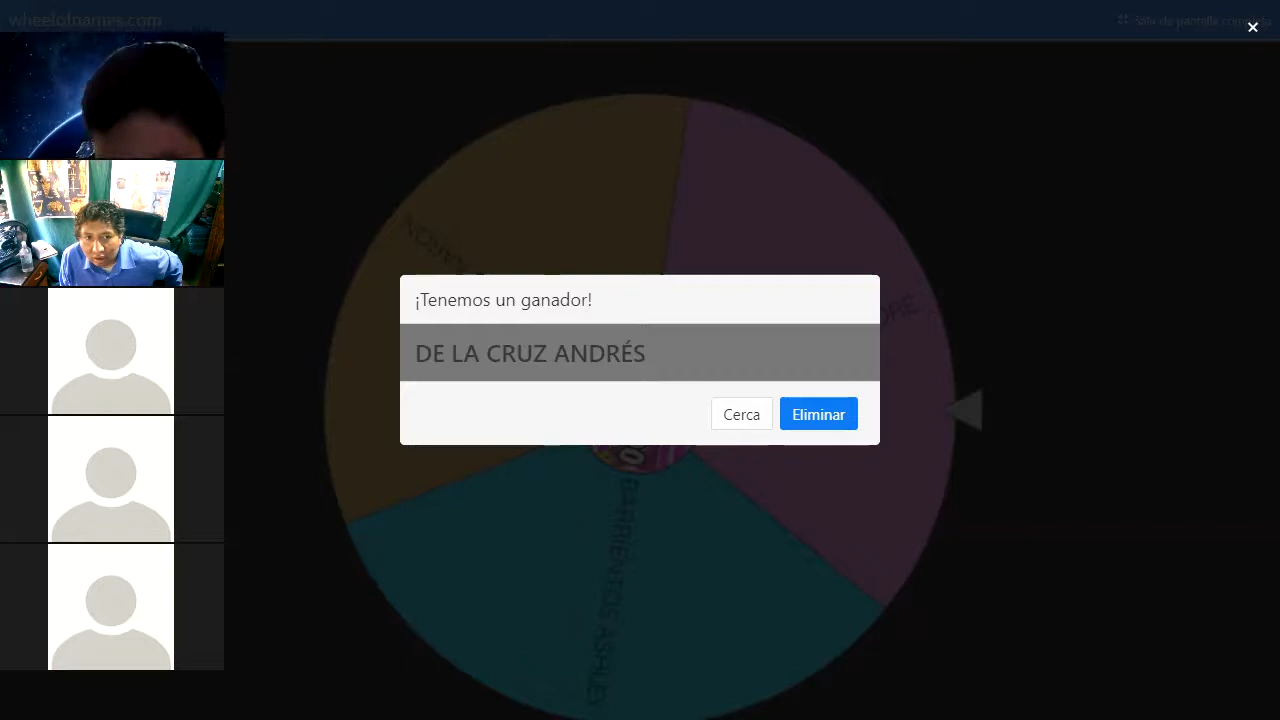 wheelofnames.com
Salir de pantalla completa
¡Tenemos un ganador!
DE LA CRUZ ANDRÉS
Cerca
Eliminar
BARRIENTOS ASHLEY